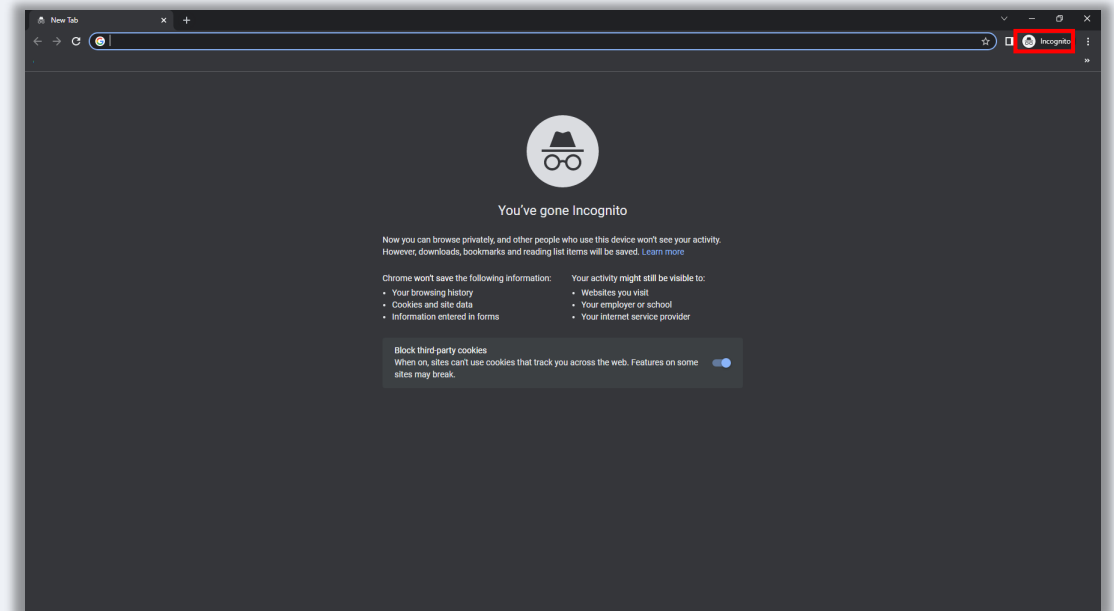 New Tab
Incognito
You've gone Incognito
Now you can browse privately, and other people who use this device won't see your activity.
However, downloads, bookmarks and reading list items will be saved. Learn more
Chrome won't save the following information:
• Your browsing history
• Cookies and site data
• Information entered in forms
Your activity might still be visible to:
• Websites you visit
• Your employer or school
• Your internet service provider
Block third-party cookies
When on, sites can't use cookies that track you across the web. Features on some
sites may break.